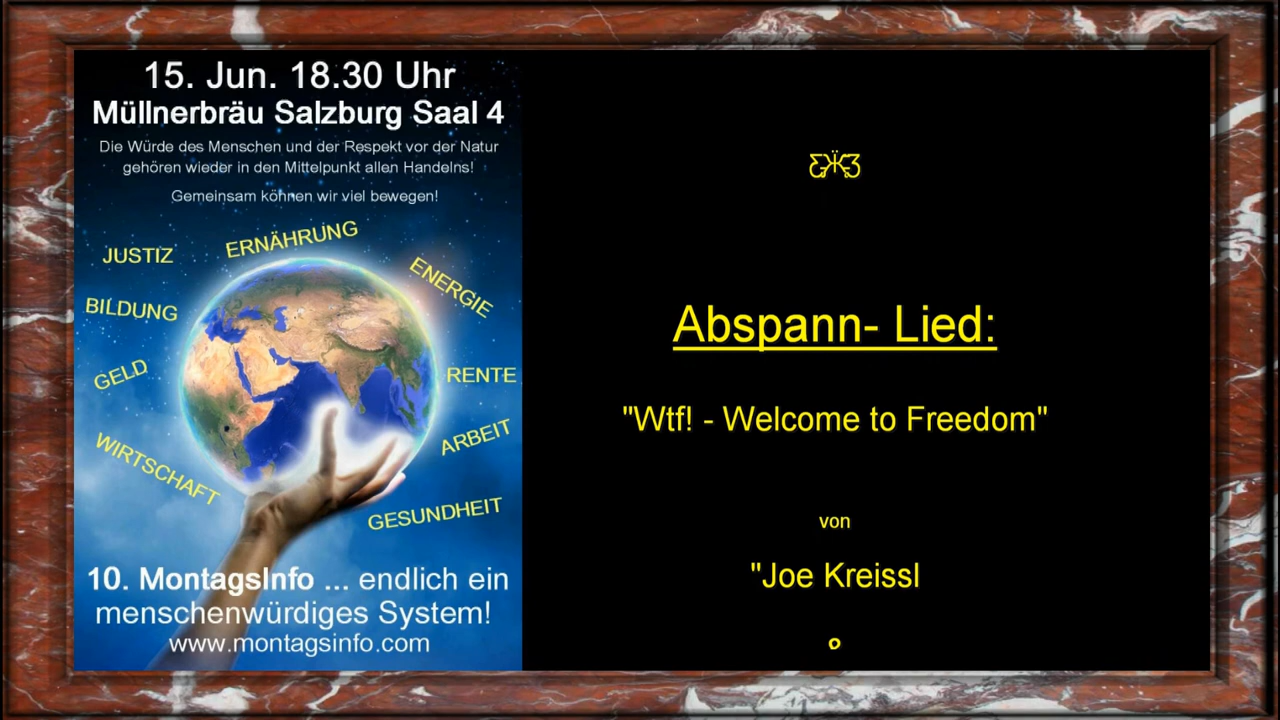 15. Jun. 18.30 Uhr
Müllnerbräu Salzburg Saal 4
Die Würde des Menschen und der Respekt vor der Natur
gehören wieder in den Mittelpunkt allen Handelns!
Gemeinsam können wir viel bewegen!
JUSTIZ
ERNÄHRUNG
ENERGIE
BILDUNG
GELD
RENTE
WIRTSCHAFT
ARBEIT
GESUNDHEIT
10. MontagsInfo ... endlich ein
menschenwürdiges System!
www.montagsinfo.com
Abspann- Lied:
"Wtf! - Welcome to Freedom"
von
"Joe Kreissl